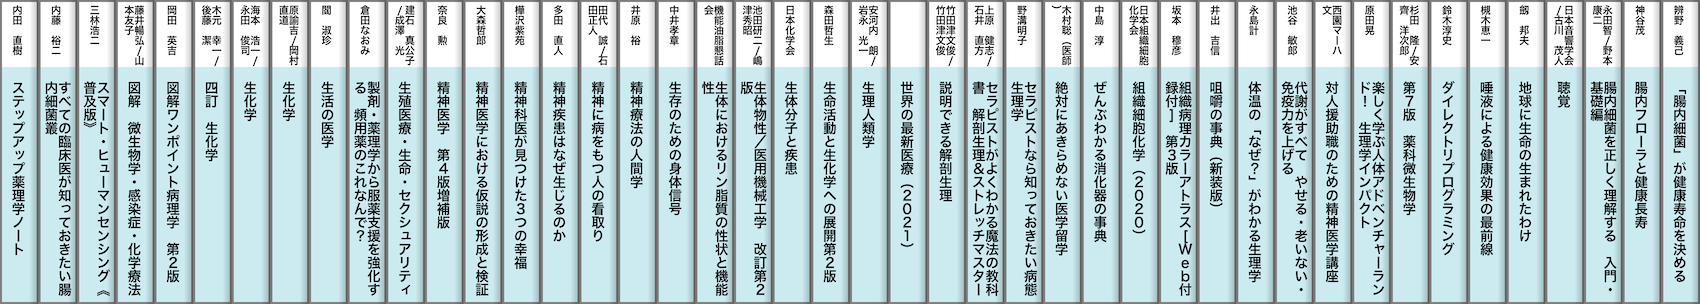 辨野 義己
「腸内細菌」が健康寿命を決める
神谷茂
腸内フローラと健康長寿
永田智/野本
康二
腸内細菌を正しく理解する 入門・
基礎編
日本音響学会
/古川 茂人
聴覚
劔 邦夫
地球に生命の生まれたわけ
槻木恵一
唾液による健康効果の最前線
鈴木淳史
ダイレクトリプログラミング
杉田 隆/安
齊 洋次郎
第7版 薬科微生物学
原田晃
楽しく学ぶ人体アドベンチャーラン
ド! 生理学インパクト
西園マーハ
文
対人援助職のための精神医学講座
池谷 敏郎
代謝がすべて やせる・老いない・
免疫力を上げる
永島計
体温の「なぜ?」がわかる生理学
井出 吉信
咀嚼の事典(新装版)
坂本 穆彦
組織病理カラーアトラス[Web付
録付] 第3版
日本組織細胞
化学会
組織細胞化学(2020)
中島 淳
ぜんぶわかる消化器の事典
木村聡(医師
)
絶対にあきらめない医学留学
野溝明子
セラピストなら知っておきたい病態
生理学
上原 健志/
石井 直方
セラピストがよくわかる魔法の教科
書 解剖生理&ストレッチマスター
竹田津文俊/
竹田津文俊
説明できる解剖生理
世界の最新医療(2021)
安河内 朗/
岩永 光一
生理人類学
森田哲生
生命活動と生化学への展開第2版
日本化学会
生体分子と疾患
池田研二/嶋
津秀昭
生体物性/医用機械工学 改訂第2
版
機能油脂懇話
会
生体におけるリン脂質の性状と機能
性
中井孝章
生存のための身体信号
井原 裕
精神療法の人間学
田代 誠/石
田正人
精神に病をもつ人の看取り
多田 直人
精神疾患はなぜ生じるのか
樺沢紫苑
精神科医が見つけた3つの幸福
大森哲郎
精神医学における仮説の形成と検証
奈良 勲
精神医学 第4版増補版
建石 真公子
/成澤 光
生殖医療・生命・セクシュアリティ
倉田なおみ
製剤・薬理学から服薬支援を強化す
る 頻用薬のこれなんで?
閻 淑珍
生活の医学
原諭吉/岡村
直道
生化学
海本 浩一/
永田 俊司
生化学
木元 幸一/
後藤 潔
四訂 生化学
岡田 英吉
図解ワンポイント病理学 第2版
藤井暢弘/山
本友子
図解 微生物学・感染症・化学療法
三林浩二
スマート・ヒューマンセンシング《
普及版》
内藤 裕二
すべての臨床医が知っておきたい腸
内細菌叢
内田 直樹
ステップアップ薬理学ノート